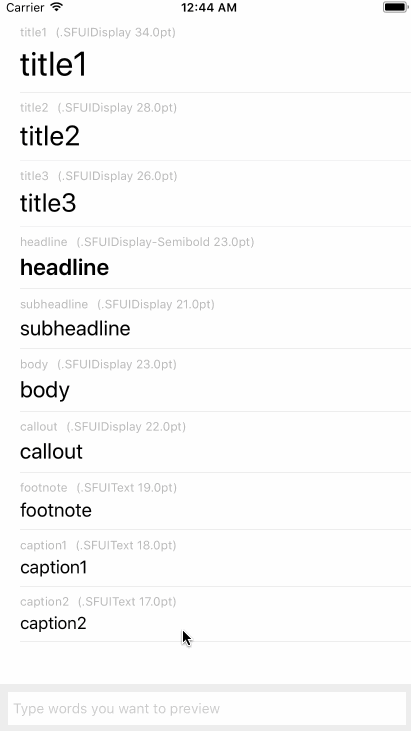 Carrier 12:44 AM
title1 (.SFUIDisplay 34.0pt)
title1
title2 (.SFUIDisplay 28.0pt)
title2
title3 (.SFUIDisplay 26.0pt)
title3
headline (.SFUIDisplay-Semibold 23.0pt)
headline
subheadline (.SFUIDisplay 21.0pt)
subheadline
body (.SFUIDisplay 23.0pt)
body
callout (.SFUIDisplay 22.0pt)
callout
footnote (.SFUIText 19.0pt)
footnote
caption1 (.SFUIText 18.0pt)
caption1
caption2 (.SFUIText 17.0pt)
caption2
Type words you want to preview